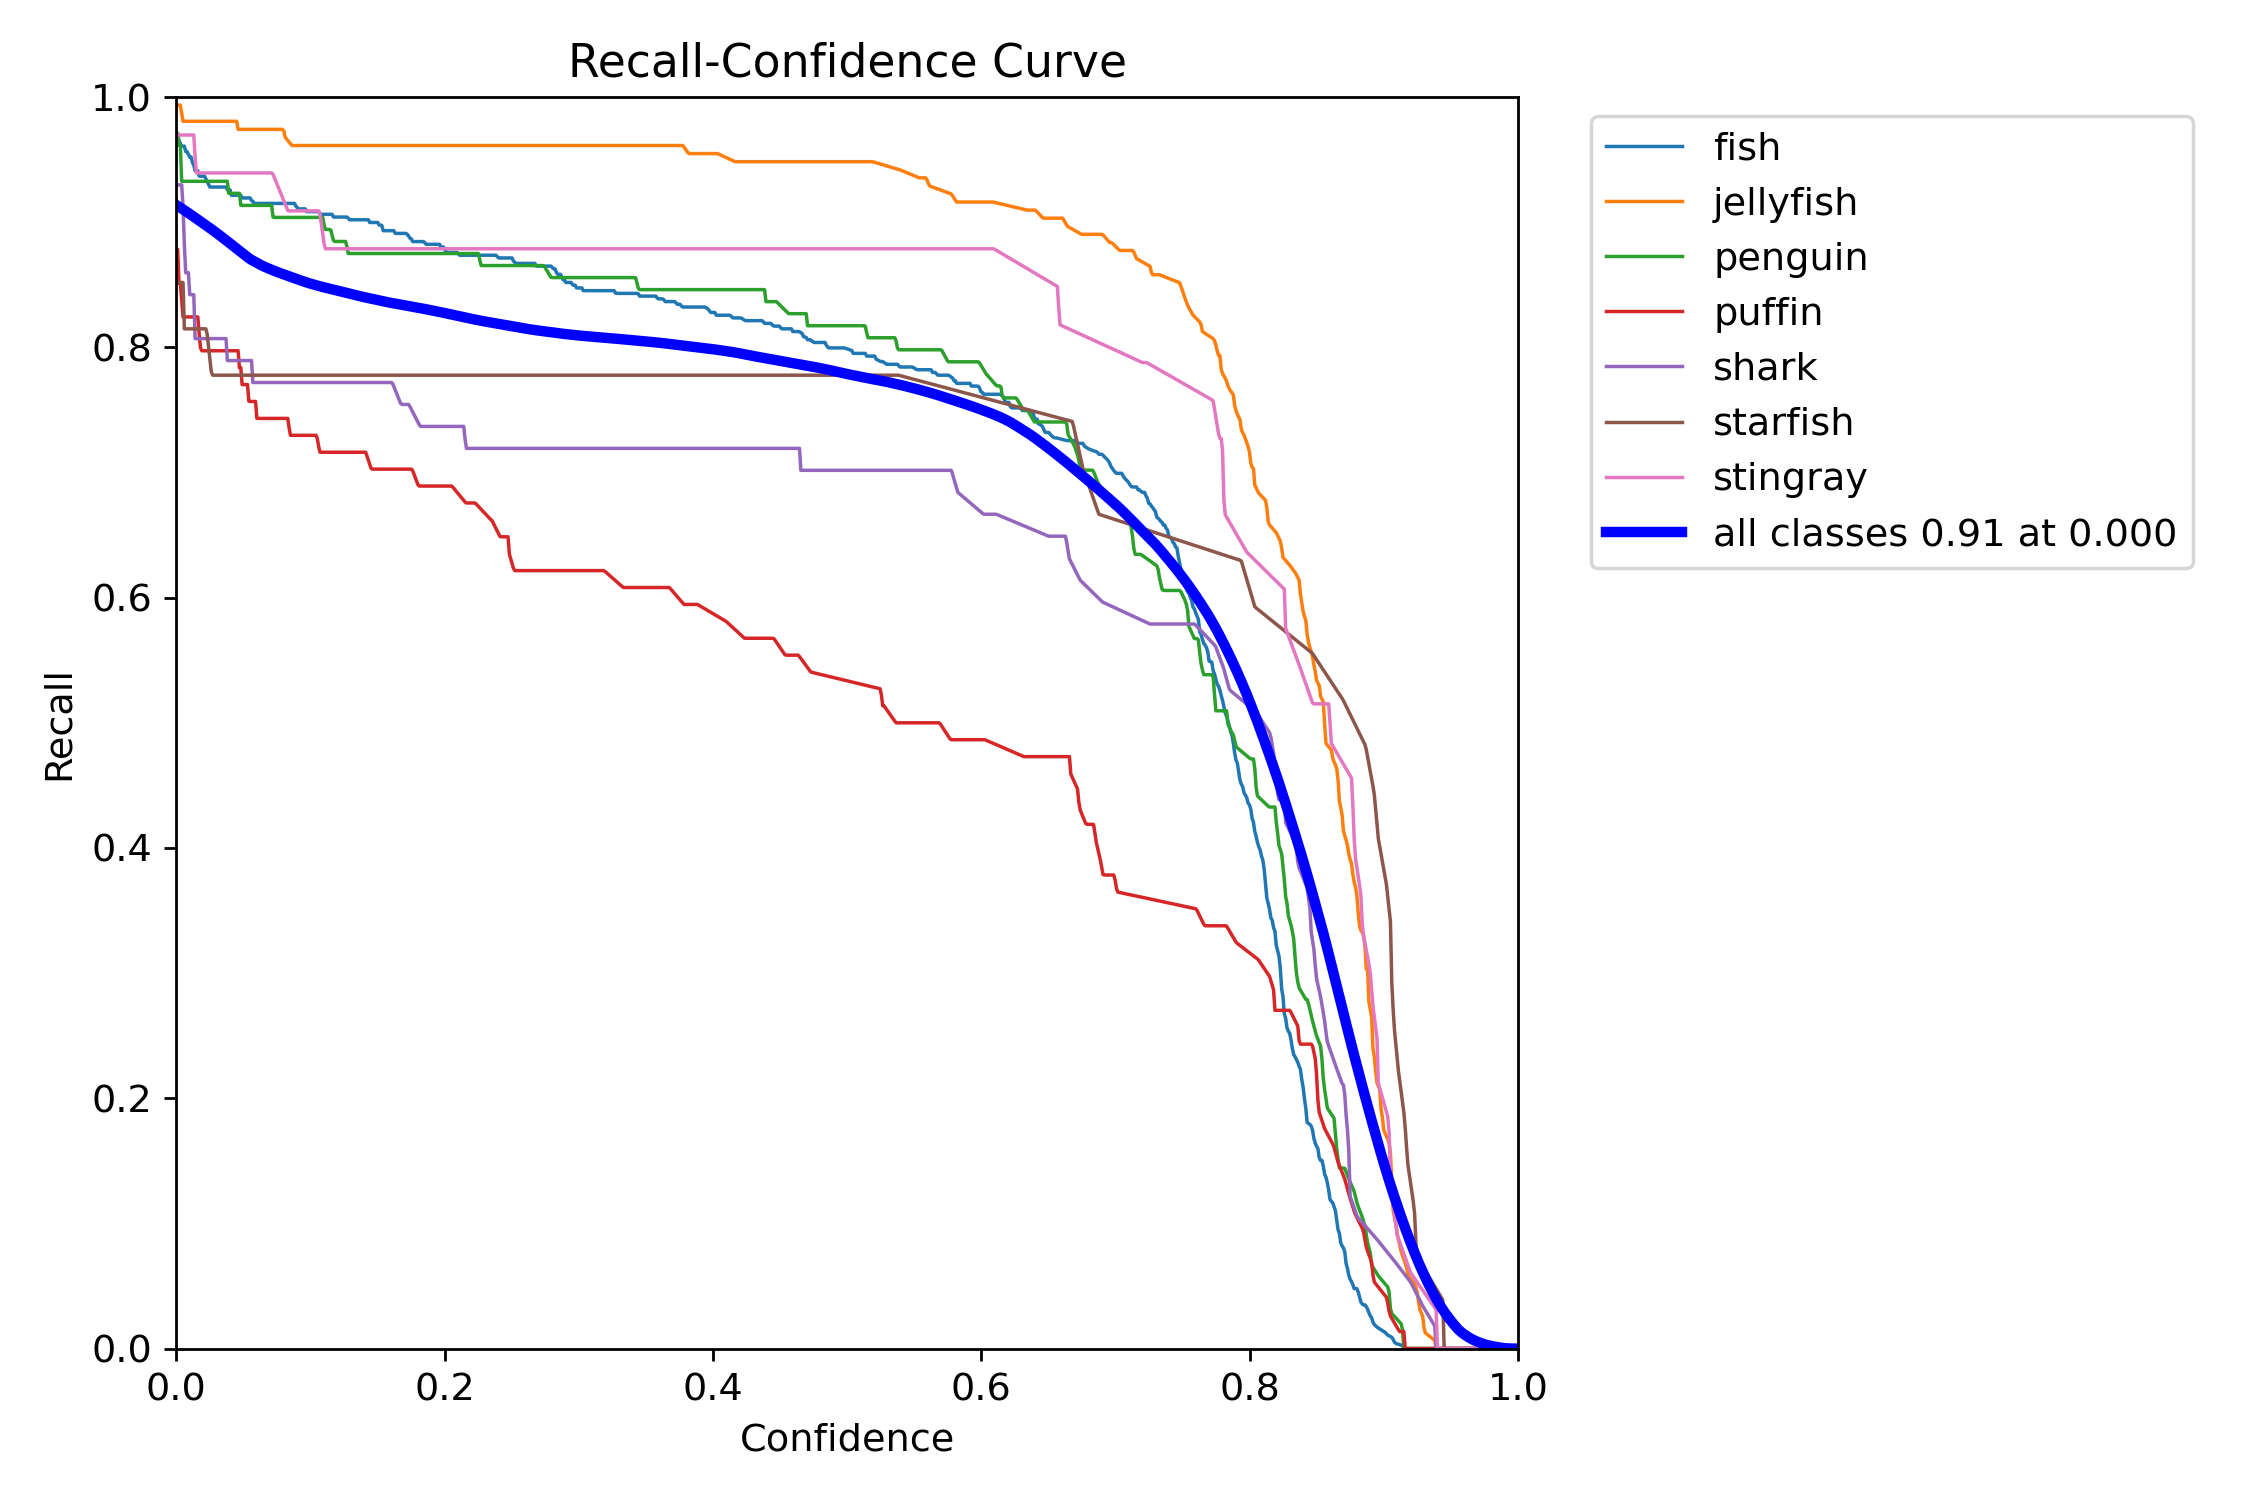 Recall-Confidence Curve
1.0
0.8
0.6
0.4
0.2
0.0
Recall
0.0 0.2 0.4 0.6 0.8 1.0
Confidence
fish
jellyfish
penguin
puffin
shark
starfish
stingray
all classes 0.91 at 0.000